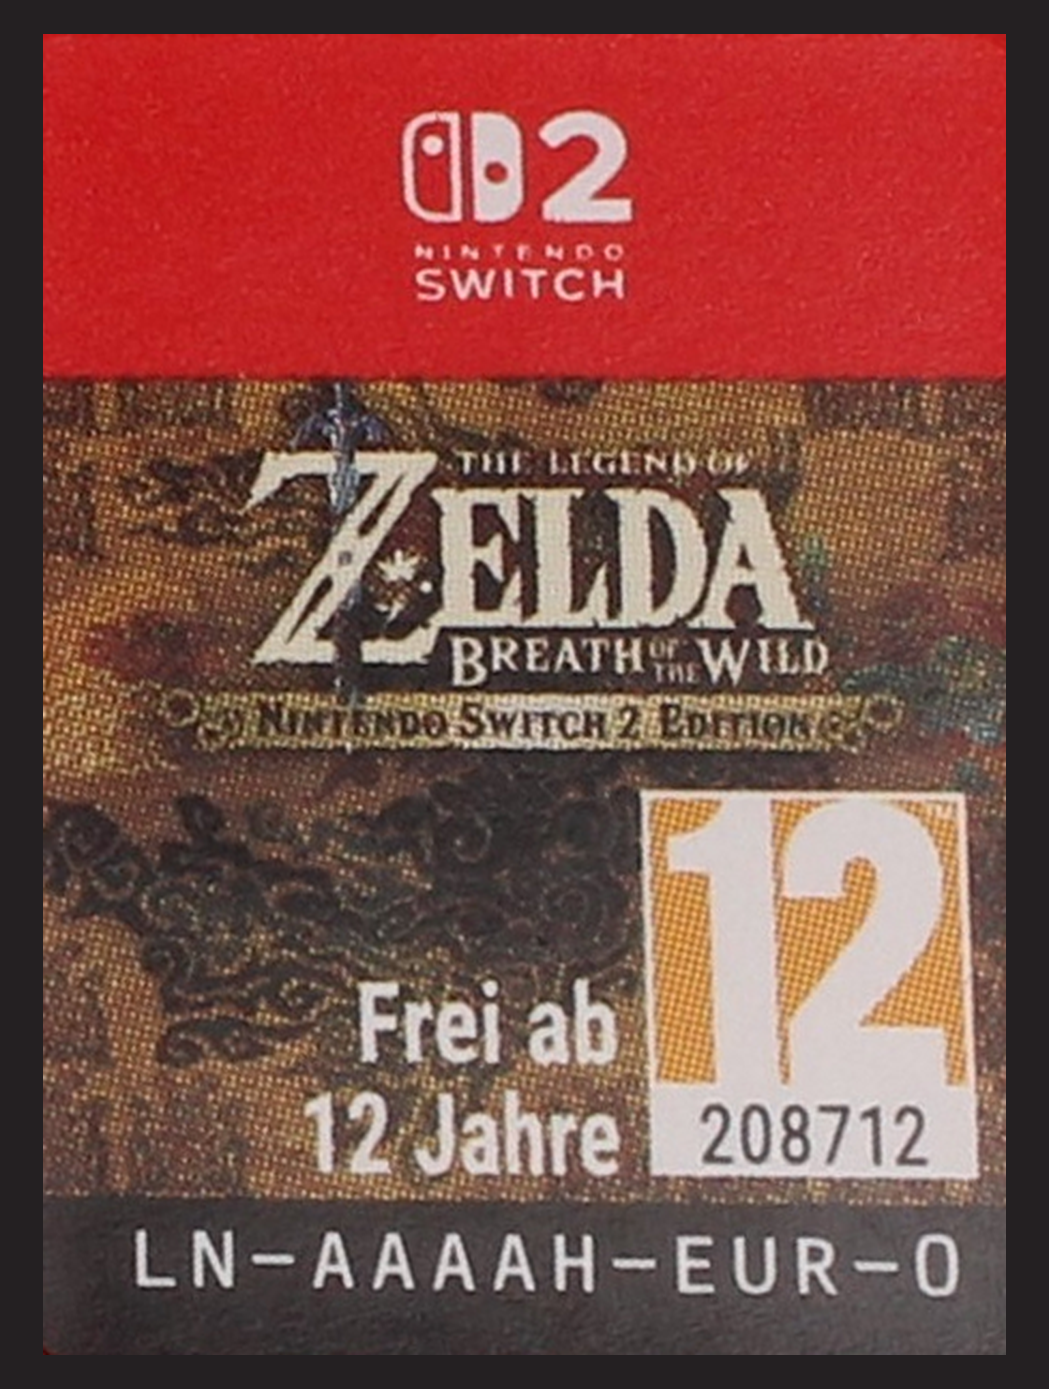 2
NINTENDO
SWITCH
THE LEGEND OF
ZELDA
BREATH OF THE WILD
NINTENDO SWITCH 2 EDITION
12
Frei ab
12 Jahre
208712
LN-AAAAH-EUR-0